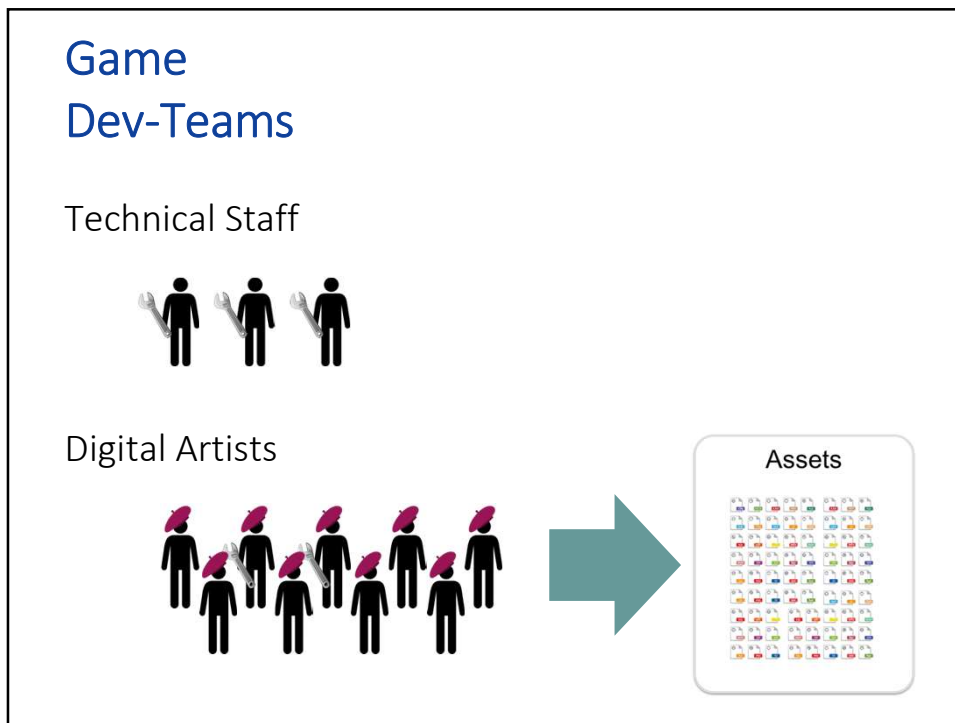 Game
Dev-Teams
Technical Staff
Digital Artists
Assets